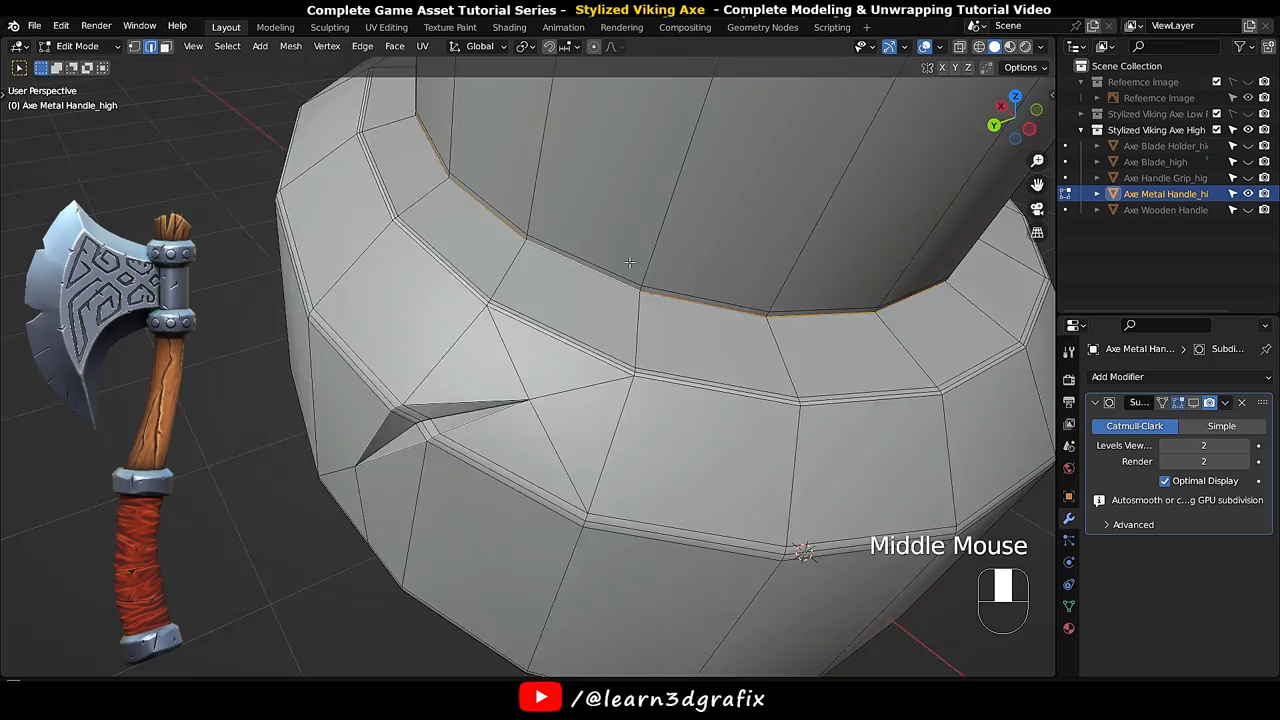 Complete Game Asset Tutorial Series - Stylized Viking Axe - Complete Modeling & Unwrapping Tutorial Video
File Edit Render Window Help Layout Modeling Sculpting UV Editing Texture Paint Shading Animation Rendering Compositing Geometry Nodes Scripting Scene ViewLayer
Edit Mode View Select Add Mesh Vertex Edge Face UV Global
X Y Z Options
User Perspective
(0) Axe Metal Handle_high
Z
Y
Scene Collection
Refeernce Image
Refeernce Image
Stylized Viking Axe Low
Stylized Viking Axe High
Axe Blade Holder_hi
Axe Blade_high
Axe Handle Grip_hig
Axe Metal Handle_hi
Axe Wooden Handle
Axe Metal Han... Subdi...
Add Modifier
Su...
Catmull-Clark Simple
Levels View... 2
Render 2
Optimal Display
Autosmooth or c...g GPU subdivision
Advanced
Middle Mouse
/@learn3dgrafix